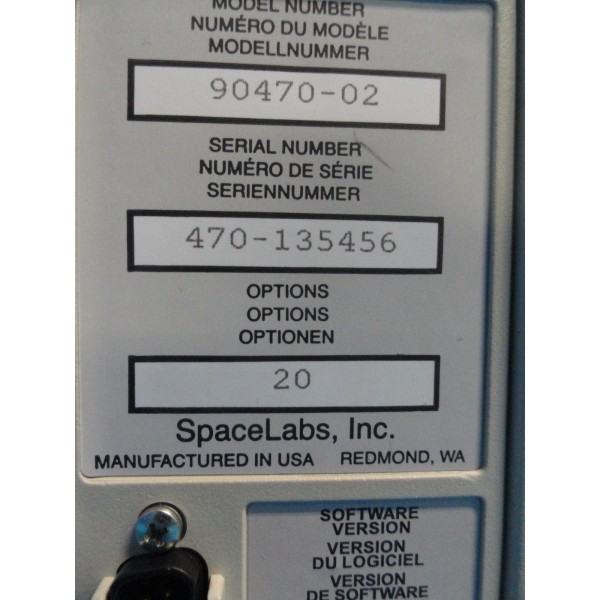 MODEL NUMBER
NUMÉRO DU MODÈLE
MODELLNUMMER
90470-02
SERIAL NUMBER
NUMÉRO DE SÉRIE
SERIENNUMMER
470-135456
OPTIONS
OPTIONS
OPTIONEN
20
SpaceLabs, Inc.
MANUFACTURED IN USA REDMOND, WA
SOFTWARE
VERSION
VERSION
DU LOGICIEL
VERSION
DE SOFTWARE